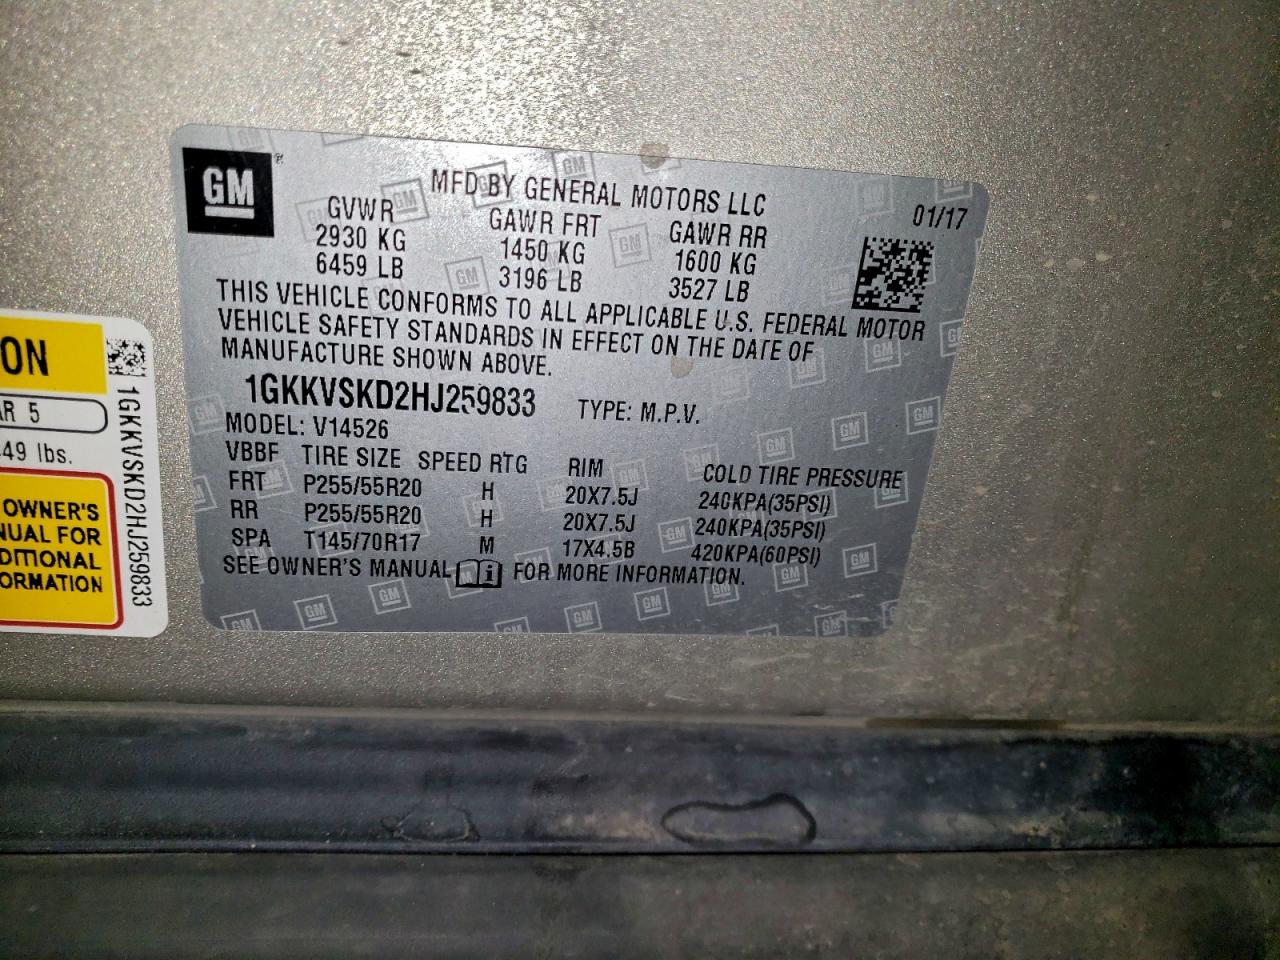 GM
MFD BY GENERAL MOTORS LLC
01/17
GVWR GAWR FRT GAWR RR
2930 KG 1450 KG 1600 KG
6459 LB 3196 LB 3527 LB
THIS VEHICLE CONFORMS TO ALL APPLICABLE U.S. FEDERAL MOTOR
VEHICLE SAFETY STANDARDS IN EFFECT ON THE DATE OF
MANUFACTURE SHOWN ABOVE.
1GKKVSKD2HJ259833 TYPE: M.P.V.
MODEL: V14526
VBBF TIRE SIZE SPEED RTG RIM COLD TIRE PRESSURE
FRT P255/55R20 H 20X7.5J 240KPA(35PSI)
RR P255/55R20 H 20X7.5J 240KPA(35PSI)
SPA T145/70R17 M 17X4.5B 420KPA(60PSI)
SEE OWNER'S MANUAL FOR MORE INFORMATION.
ON
R 5
49 lbs.
OWNER'S
NUAL FOR
DITIONAL
ORMATION
1GKKVSKD2HJ259833